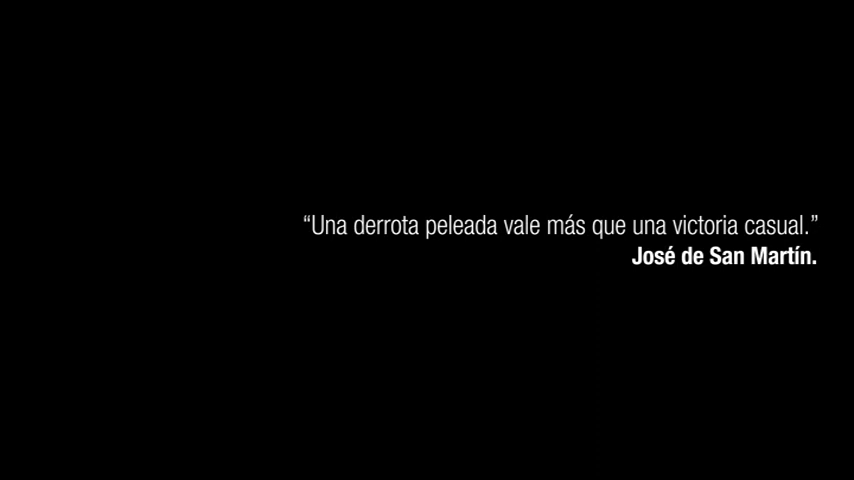 “Una derrota peleada vale más que una victoria casual.”
José de San Martín.